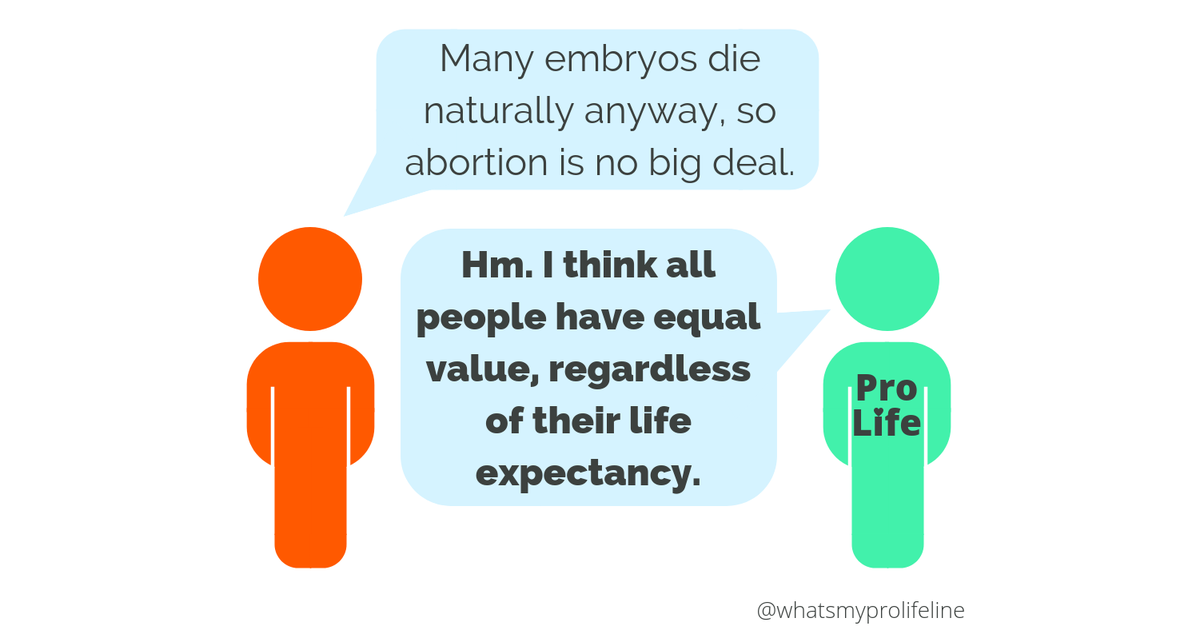 Many embryos die
naturally anyway, so
abortion is no big deal.
Hm. I think all
people have equal
value, regardless
of their life
expectancy.
Pro
Life
@whatsmyprolifeline